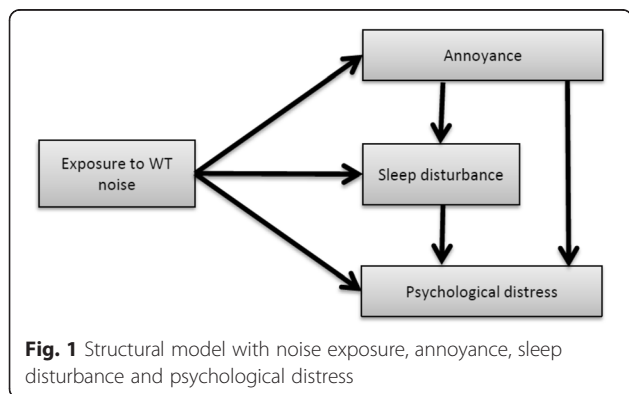 Annoyance
Exposure to WT
noise
Sleep disturbance
Psychological distress
Fig. 1 Structural model with noise exposure, annoyance, sleep
disturbance and psychological distress